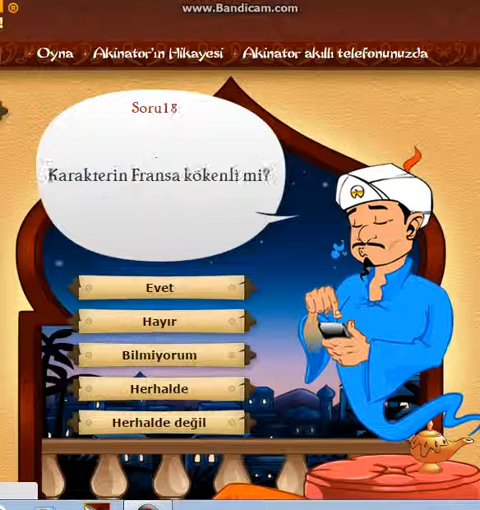 www.Bandicam.com
Oyna • Akinator'ın Hikayesi • Akinator akıllı telefonunuzda
Soru18
Karakterin Fransa kökenli mi?
Evet
Hayır
Bilmiyorum
Herhalde
Herhalde değil